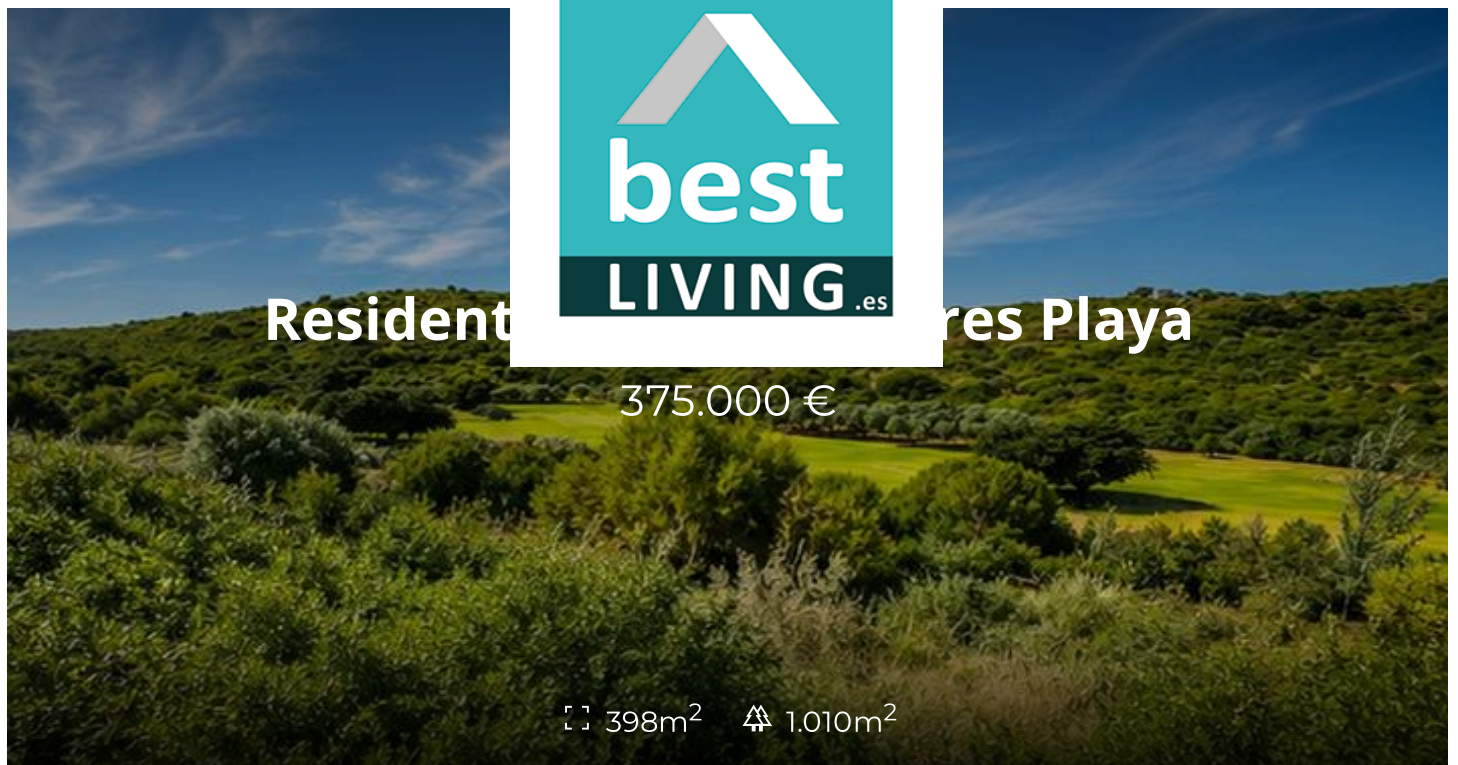 best
LIVING.es
Resident res Playa
375.000 €
398m² 1.010m²